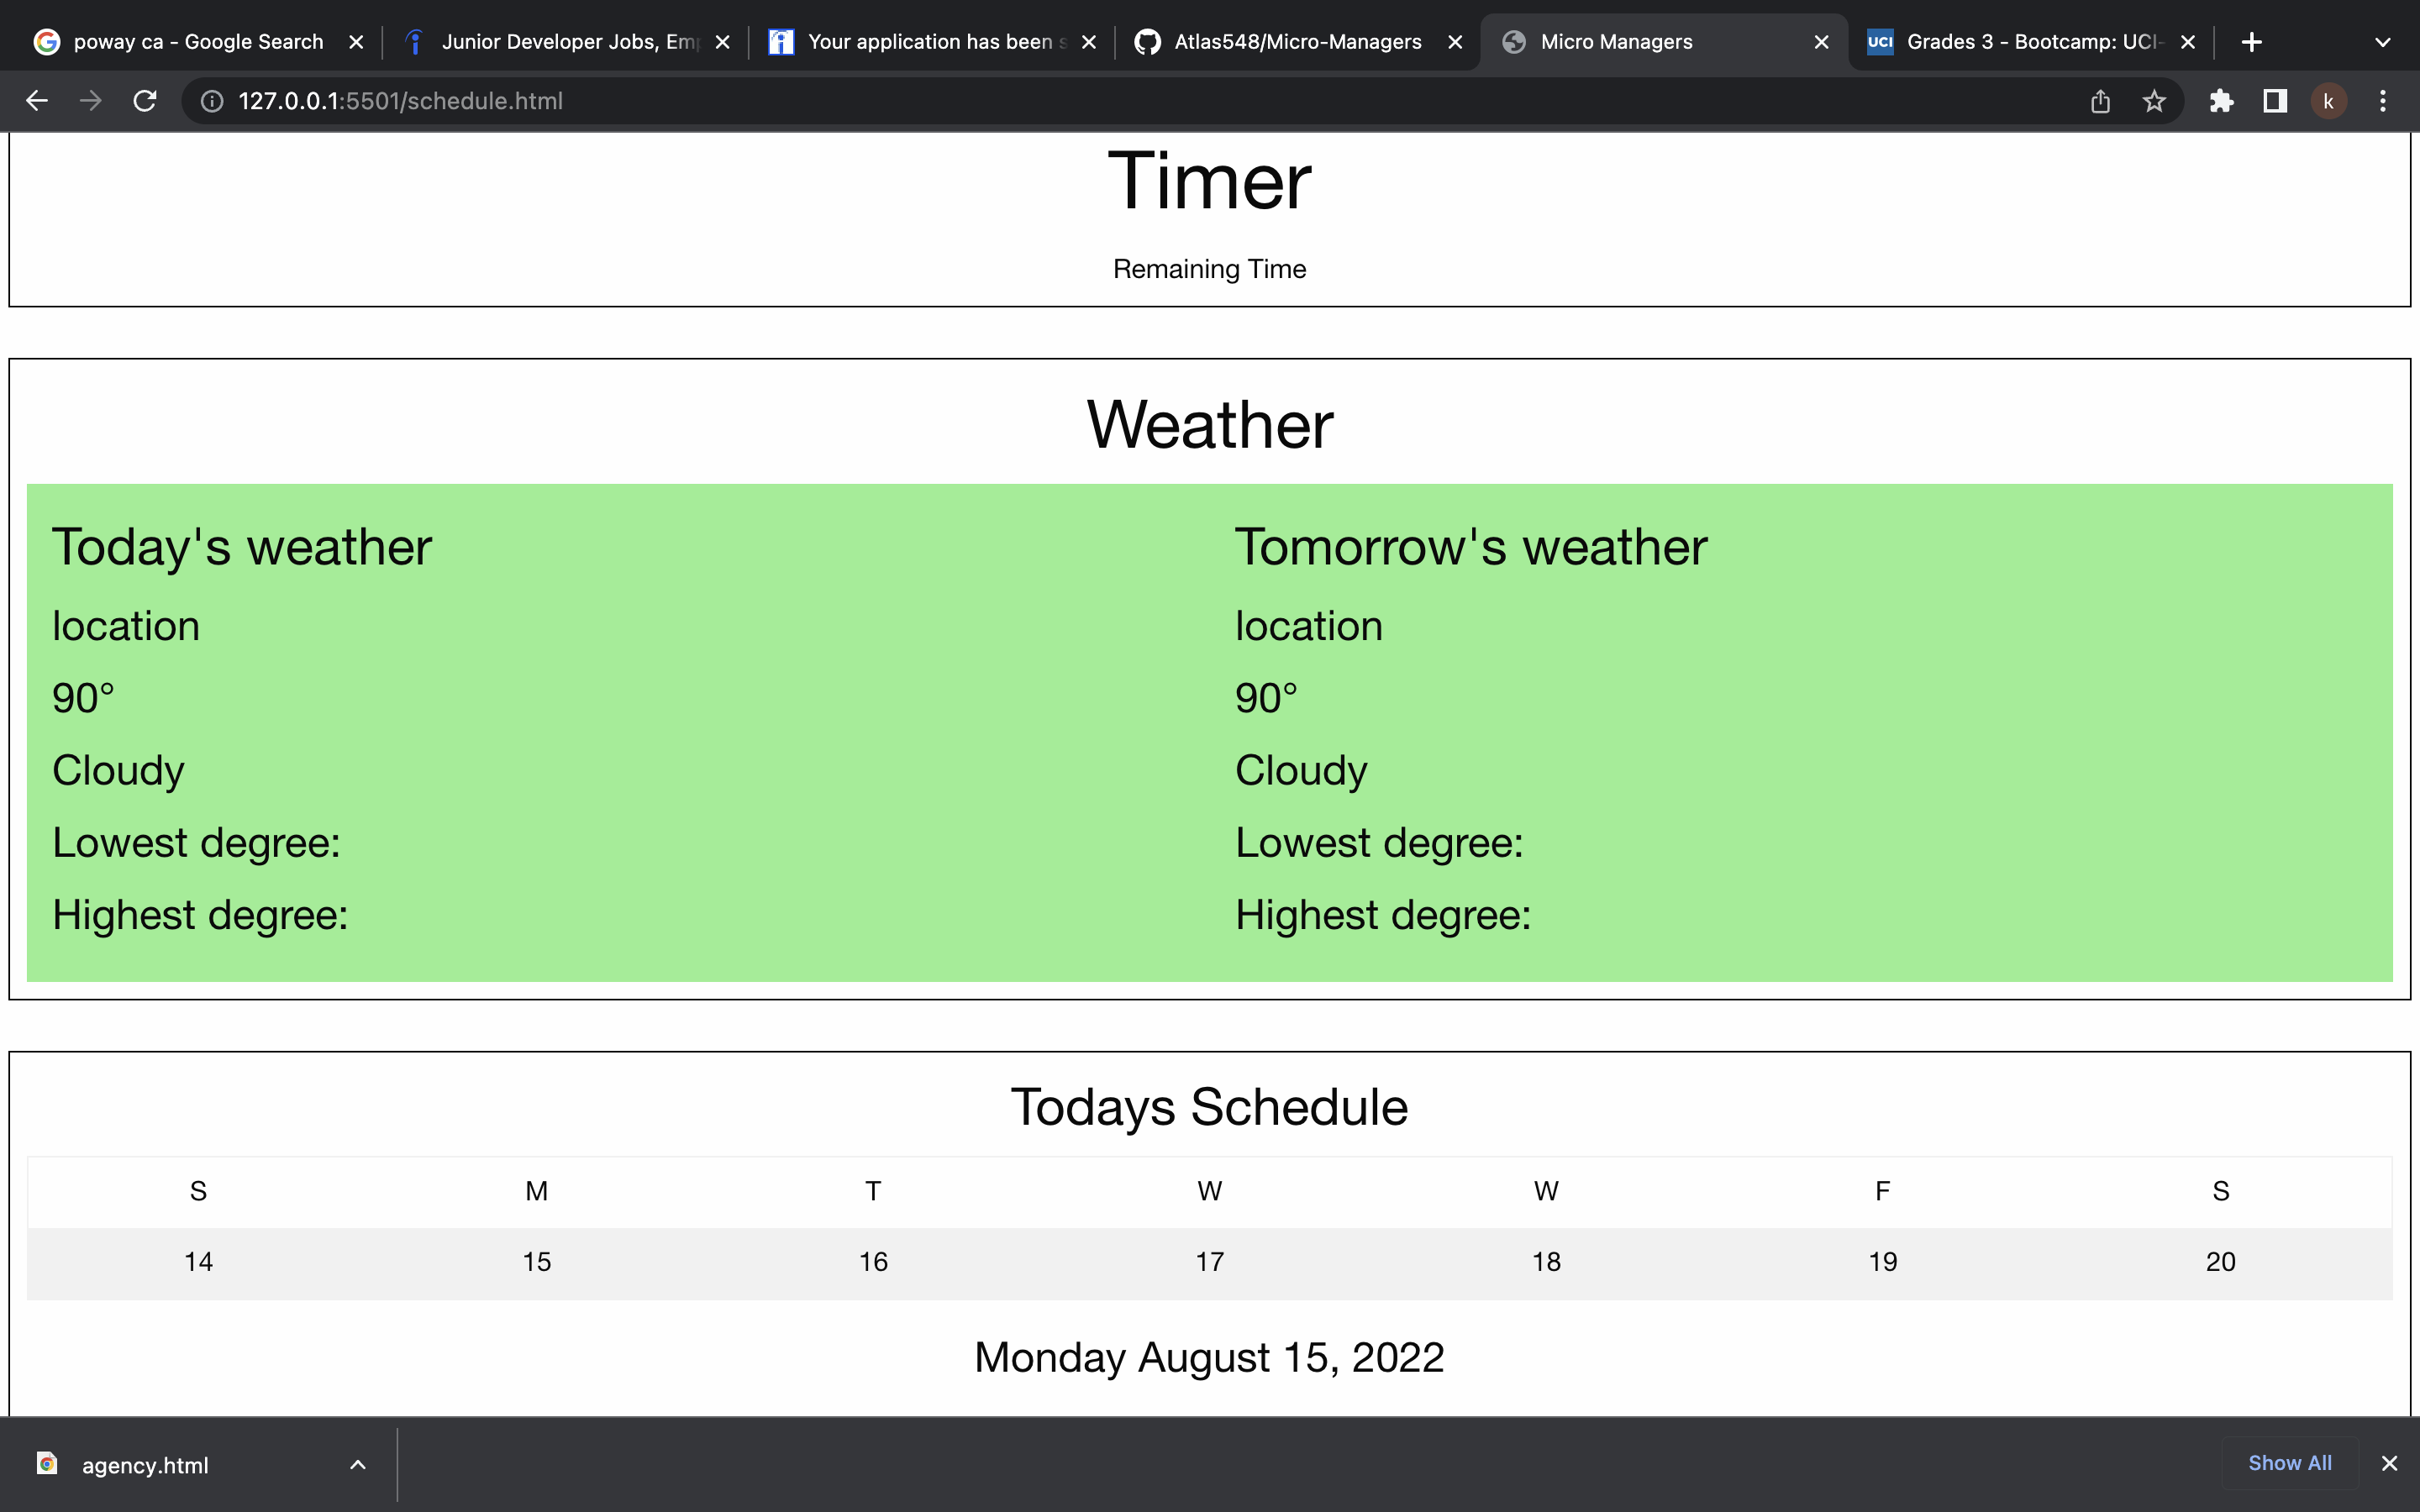 poway ca - Google Search
Junior Developer Jobs, Em
Your application has been s
Atlas548/Micro-Managers
Micro Managers
UCI Grades 3 - Bootcamp: UCI-
127.0.0.1:5501/schedule.html
k
Timer
Remaining Time
Weather
Today's weather
location
90°
Cloudy
Lowest degree:
Highest degree:
Tomorrow's weather
location
90°
Cloudy
Lowest degree:
Highest degree:
Todays Schedule
S M T W W F S
14 15 16 17 18 19 20
Monday August 15, 2022
agency.html
Show All